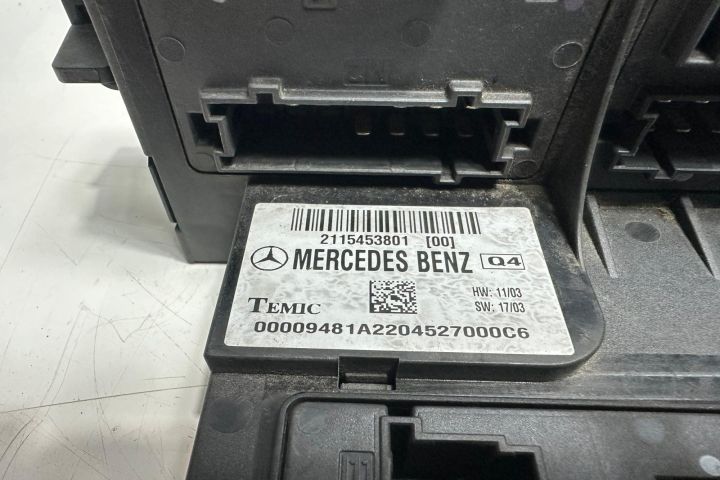 2115453801 [00]
MERCEDES BENZ Q4
HW: 11/03
TEMIC SW: 17/03
00009481A2204527000C6